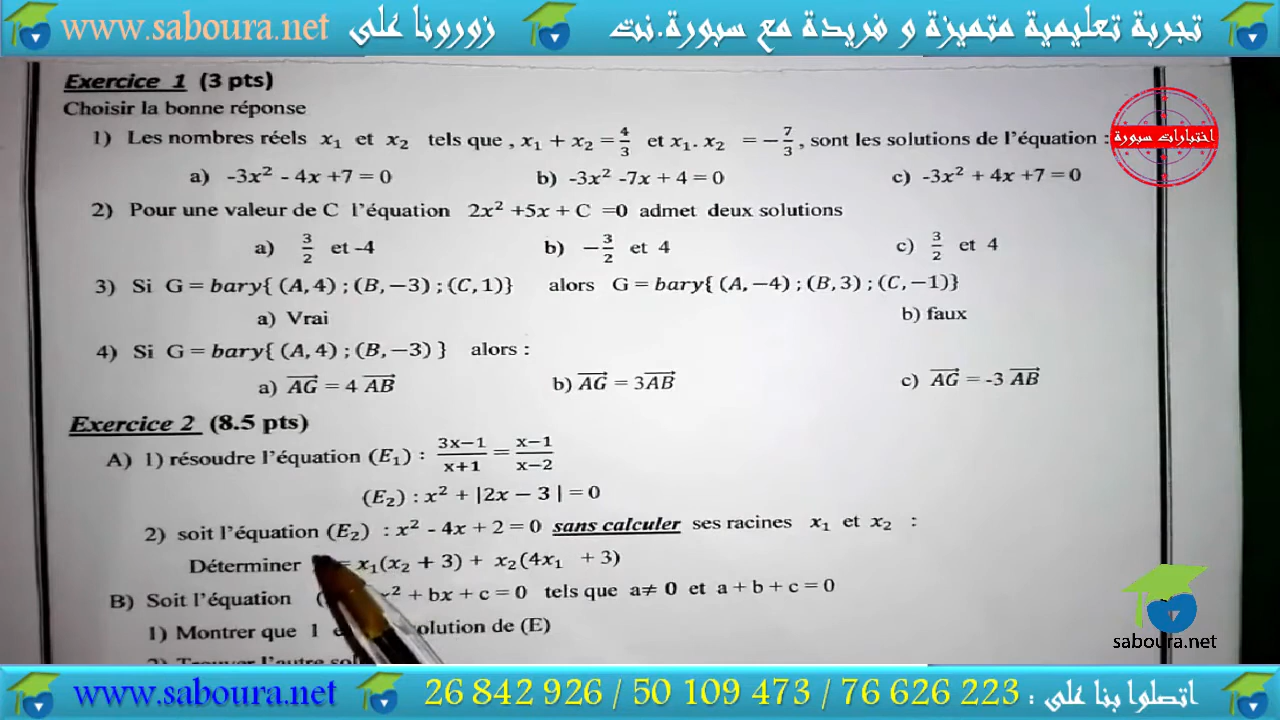 www.saboura.net زورونا على تجربة تعليمية متميزة و فريدة مع سبورة.نت
Exercice 1 (3 pts)
Choisir la bonne réponse
1) Les nombres réels x₁ et x₂ tels que , x₁ + x₂ = 4/3 et x₁. x₂ = −7/3 , sont les solutions de l'équation :
a) -3x² - 4x +7 = 0 b) -3x² -7x + 4 = 0 c) -3x² + 4x +7 = 0
اختبارات سبورة
2) Pour une valeur de C l'équation 2x² +5x + C =0 admet deux solutions
a) 3/2 et -4 b) −3/2 et 4 c) 3/2 et 4
3) Si G = bary{ (A, 4) ; (B, −3) ; (C, 1)} alors G = bary{ (A, −4) ; (B, 3) ; (C, −1)}
a) Vrai b) faux
4) Si G = bary{ (A, 4) ; (B, −3) } alors :
a) AG⃗ = 4 AB⃗ b) AG⃗ = 3AB⃗ c) AG⃗ = -3 AB⃗
Exercice 2 (8.5 pts)
A) 1) résoudre l'équation (E₁) : (3x−1)/(x+1) = (x−1)/(x−2)
(E₂) : x² + |2x − 3 | = 0
2) soit l'équation (E₂) : x² - 4x + 2 = 0 sans calculer ses racines x₁ et x₂ :
Déterminer = x₁(x₂ + 3) + x₂(4x₁ + 3)
B) Soit l'équation ( x² + bx + c = 0 tels que a≠ 0 et a + b + c = 0
1) Montrer que 1 solution de (E)
2) Trouver l'autre
saboura.net
www.saboura.net 26 842 926 / 50 109 473 / 76 626 223 : اتصلوا بنا على